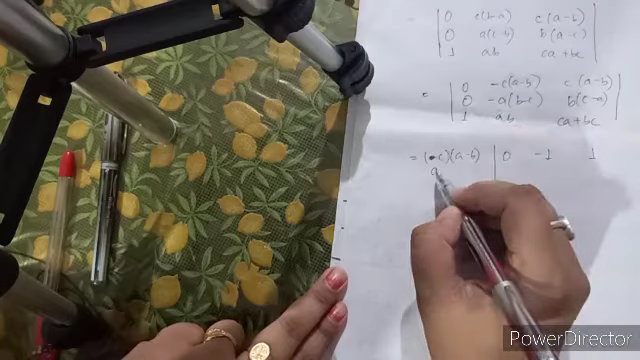 | 0 c(b-a) c(a-b) |
| 0 a(c-b) b(a-c) |
| 1 ab ca+bc |
= | 0 -c(a-b) c(a-b) |
| 0 -a(b-c) b(c-a) |
| 1 ab ca+bc |
= (c)(a-b) | 0 -1 1
PowerDirector